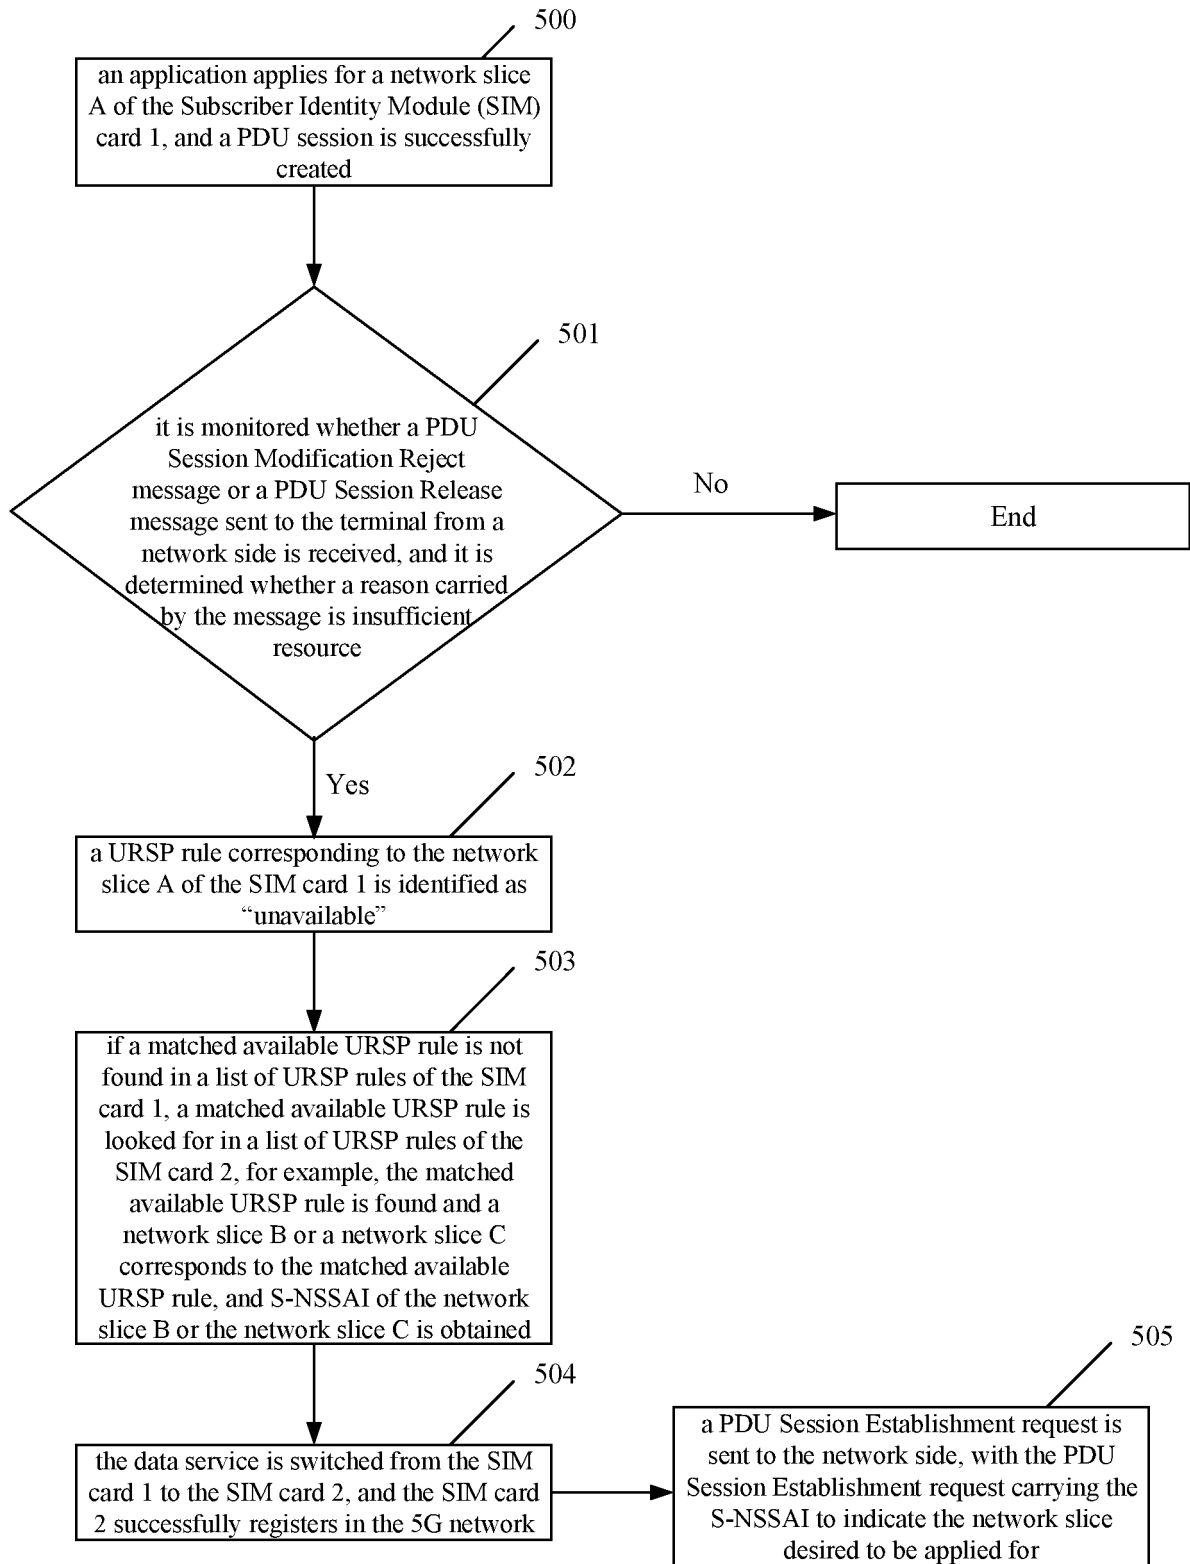 500
an application applies for a network slice
A of the Subscriber Identity Module (SIM)
card 1, and a PDU session is successfully
created
501
it is monitored whether a PDU
Session Modification Reject
message or a PDU Session Release
message sent to the terminal from a
network side is received, and it is
determined whether a reason carried
by the message is insufficient
resource
No
End
Yes
502
a URSP rule corresponding to the network
slice A of the SIM card 1 is identified as
“unavailable”
503
if a matched available URSP rule is not
found in a list of URSP rules of the SIM
card 1, a matched available URSP rule is
looked for in a list of URSP rules of the
SIM card 2, for example, the matched
available URSP rule is found and a
network slice B or a network slice C
corresponds to the matched available
URSP rule, and S-NSSAI of the network
slice B or the network slice C is obtained
504
the data service is switched from the SIM
card 1 to the SIM card 2, and the SIM card
2 successfully registers in the 5G network
505
a PDU Session Establishment request is
sent to the network side, with the PDU
Session Establishment request carrying the
S-NSSAI to indicate the network slice
desired to be applied for